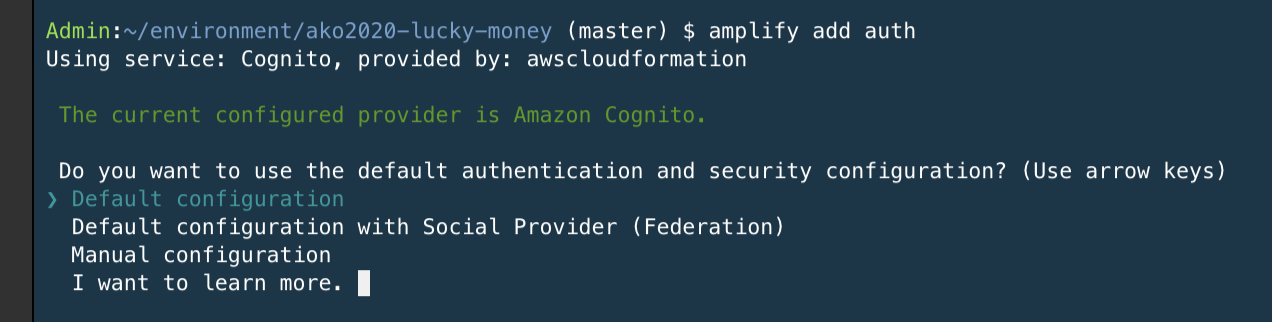 Admin:~/environment/ako2020-lucky-money (master) $ amplify add auth
Using service: Cognito, provided by: awscloudformation
The current configured provider is Amazon Cognito.
Do you want to use the default authentication and security configuration? (Use arrow keys)
❯ Default configuration
Default configuration with Social Provider (Federation)
Manual configuration
I want to learn more.